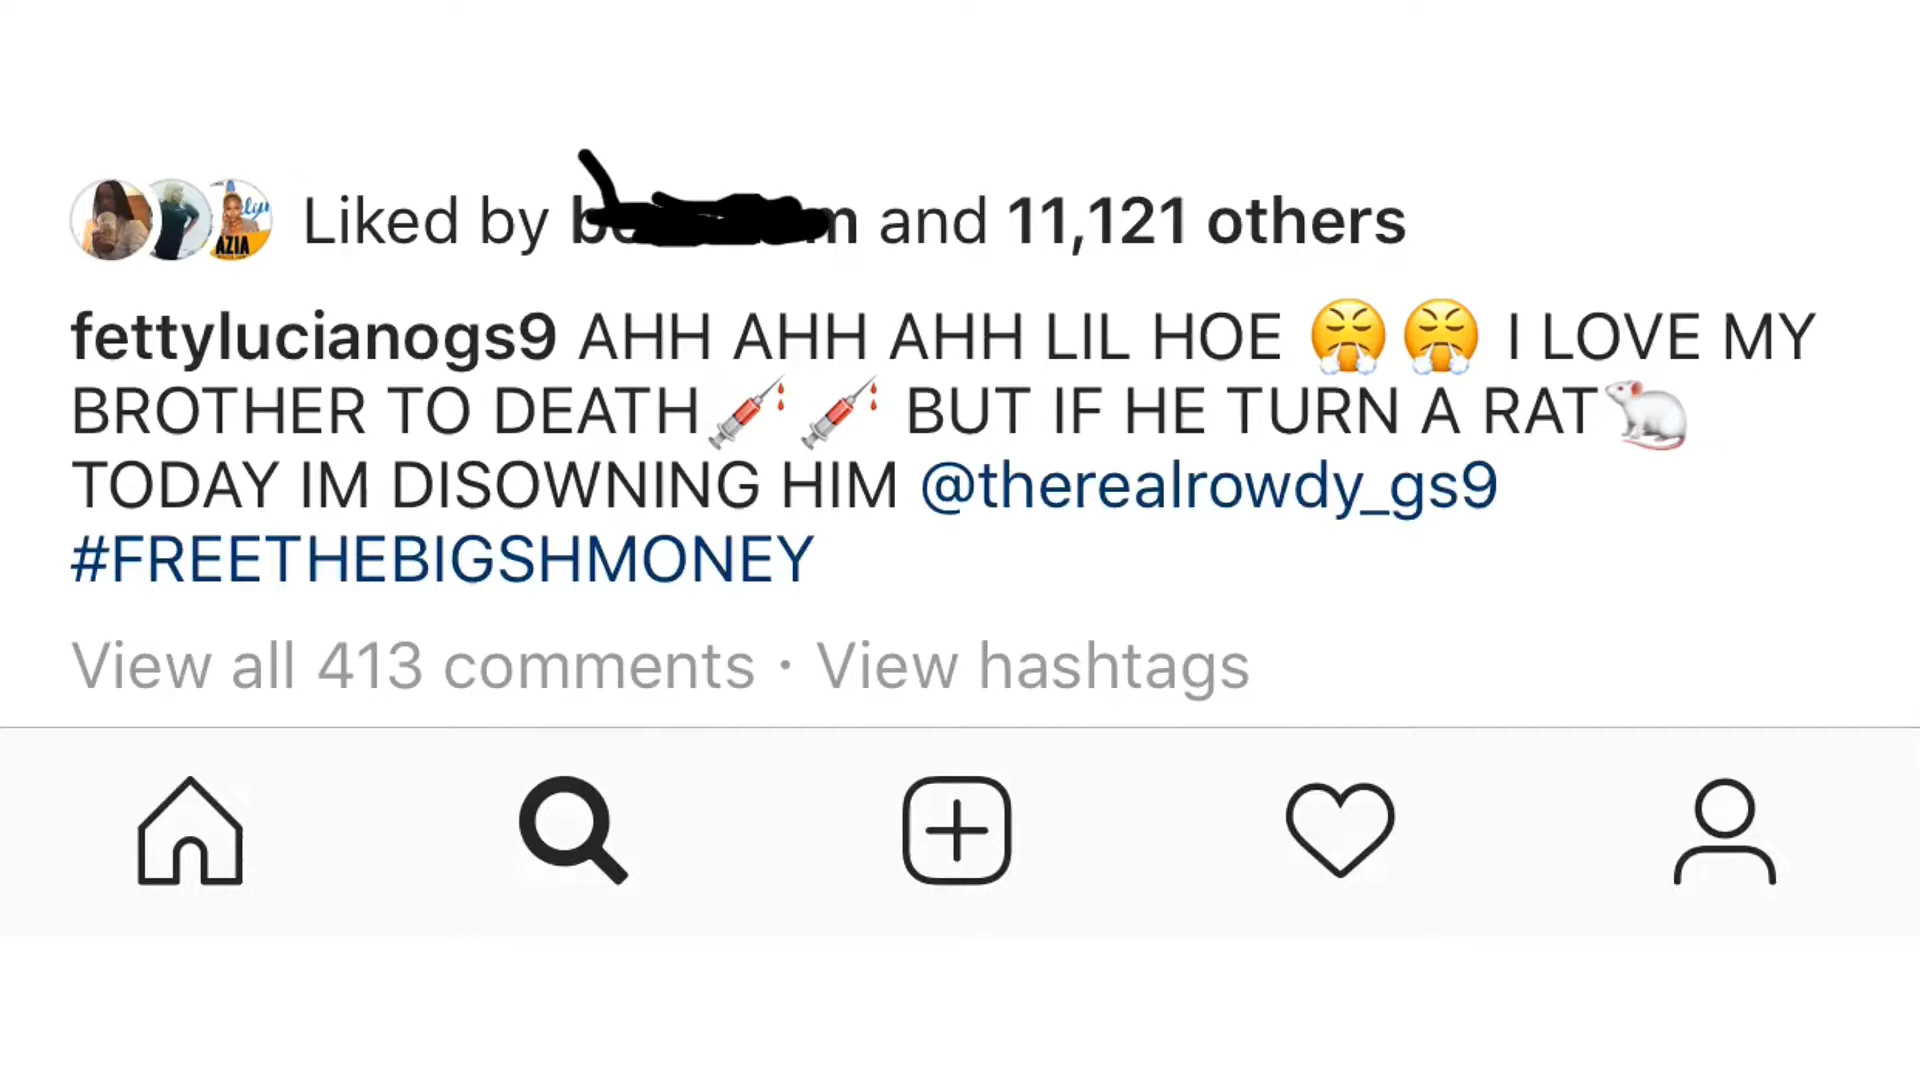 Liked by and 11,121 others
fettylucianogs9 AHH AHH AHH LIL HOE 😤😤 I LOVE MY
BROTHER TO DEATH💉💉 BUT IF HE TURN A RAT🐁
TODAY IM DISOWNING HIM @therealrowdy_gs9
#FREETHEBIGSHMONEY
View all 413 comments · View hashtags
AZIA